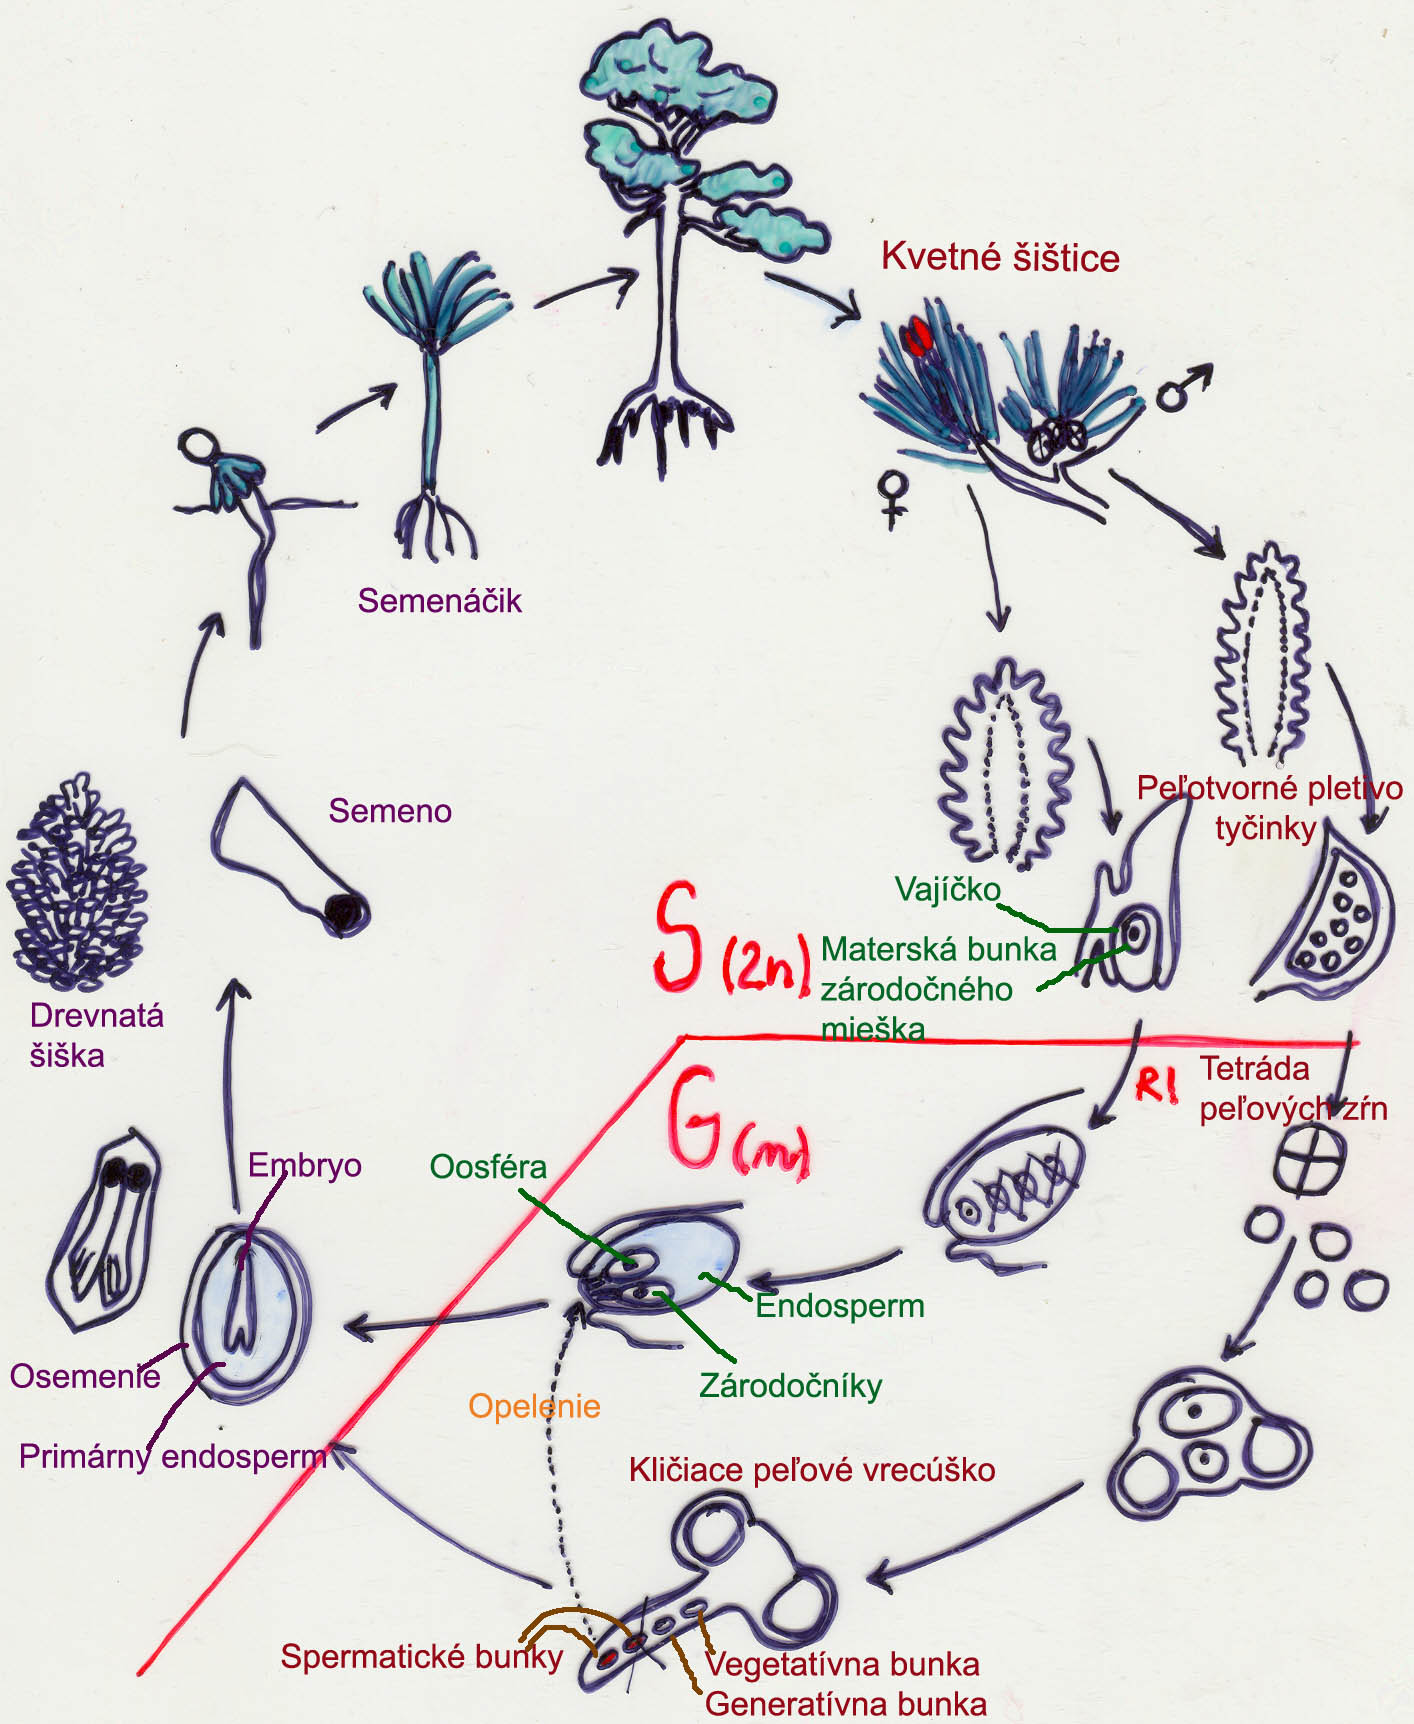 Kvetné šištice
Semenáčik
Semeno
Peľotvorné pletivo
tyčinky
Vajíčko
Materská bunka
zárodočného
mieška
S (2n)
Drevnatá
šiška
G (n)
R!
Tetráda
peľových zŕn
Embryo
Oosféra
Endosperm
Zárodočníky
Osemenie
Opelenie
Primárny endosperm
Kličiace peľové vrecúško
Spermatické bunky
Vegetatívna bunka
Generatívna bunka